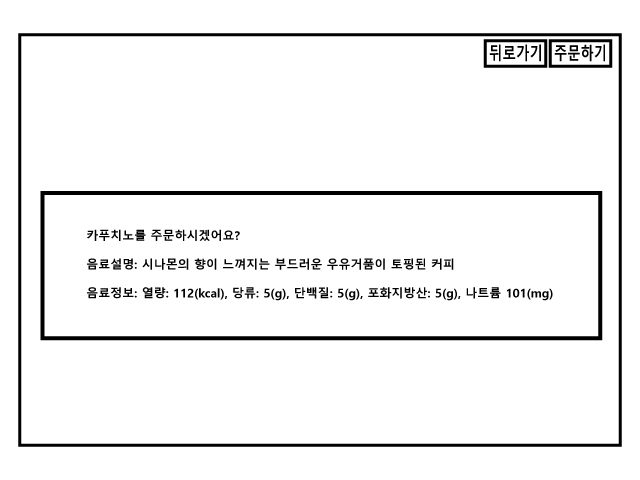 뒤로가기 주문하기
카푸치노를 주문하시겠어요?
음료설명: 시나몬의 향이 느껴지는 부드러운 우유거품이 토핑된 커피
음료정보: 열량: 112(kcal), 당류: 5(g), 단백질: 5(g), 포화지방산: 5(g), 나트륨 101(mg)